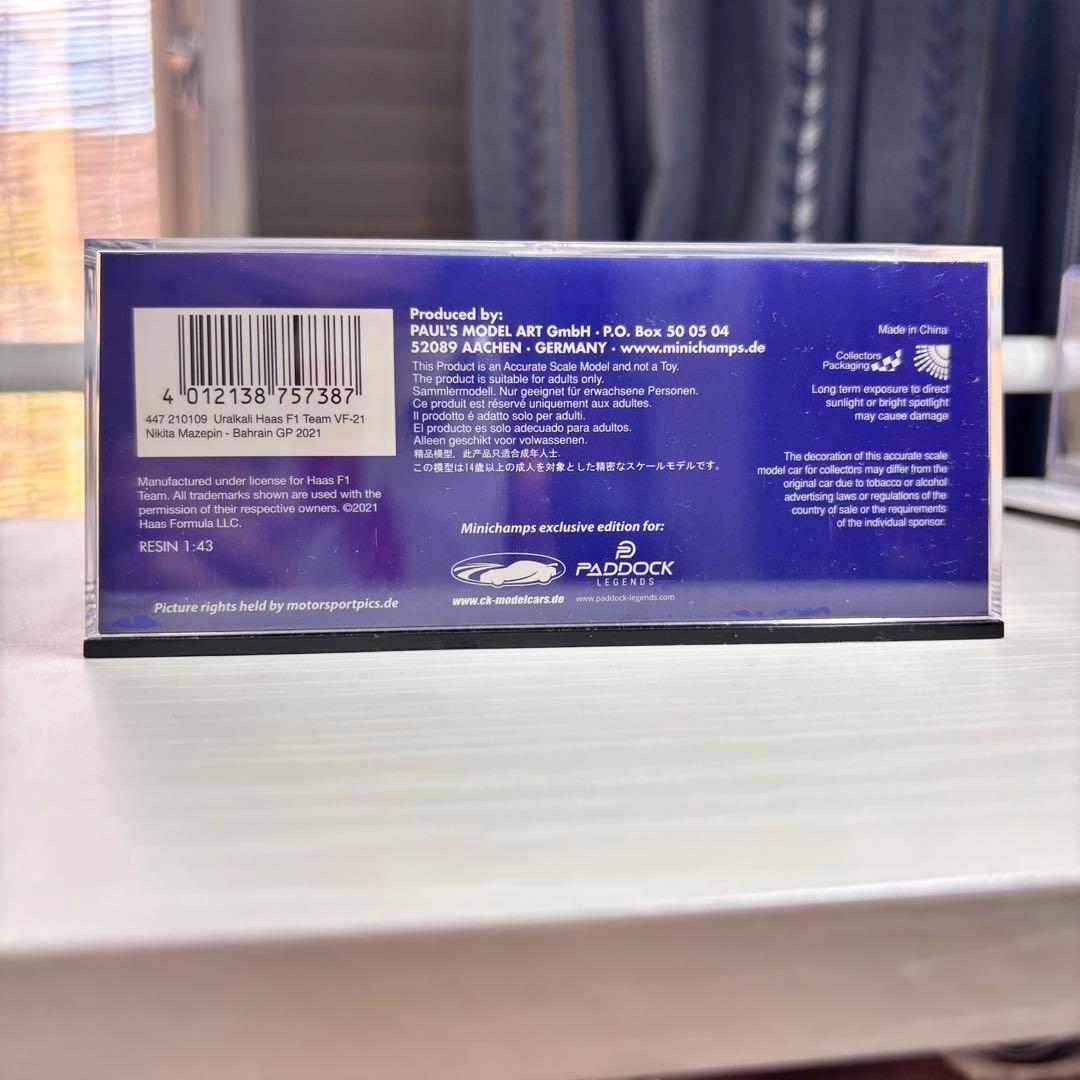 4 012138 757387
447 210109 Uralkali Haas F1 Team VF-21
Nikita Mazepin - Bahrain GP 2021
Manufactured under license for Haas F1
Team. All trademarks shown are used with the
permission of their respective owners. ©2021
Haas Formula LLC.
RESIN 1:43
Picture rights held by motorsportpics.de
Produced by:
PAUL'S MODEL ART GmbH · P.O. Box 50 05 04
52089 AACHEN · GERMANY · www.minichamps.de
This Product is an Accurate Scale Model and not a Toy.
The product is suitable for adults only.
Sammlermodell. Nur geeignet für erwachsene Personen.
Ce produit est réservé uniquement aux adultes.
Il prodotto é adatto solo per adulti.
El producto es solo adecuado para adultos.
Alleen geschikt voor volwassenen.
精品模型，此产品只适合成年人士.
この模型は14歳以上の成人を対象とした精密なスケールモデルです。
Minichamps exclusive edition for:
www.ck-modelcars.de
PADDOCK
LEGENDS
www.paddock-legends.com
Made in China
Collectors
Packaging
Long term exposure to direct
sunlight or bright spotlight
may cause damage
The decoration of this accurate scale
model car for collectors may differ from the
original car due to tobacco or alcohol
advertising laws or regulations of the
country of sale or the requirements
of the individual sponsor.